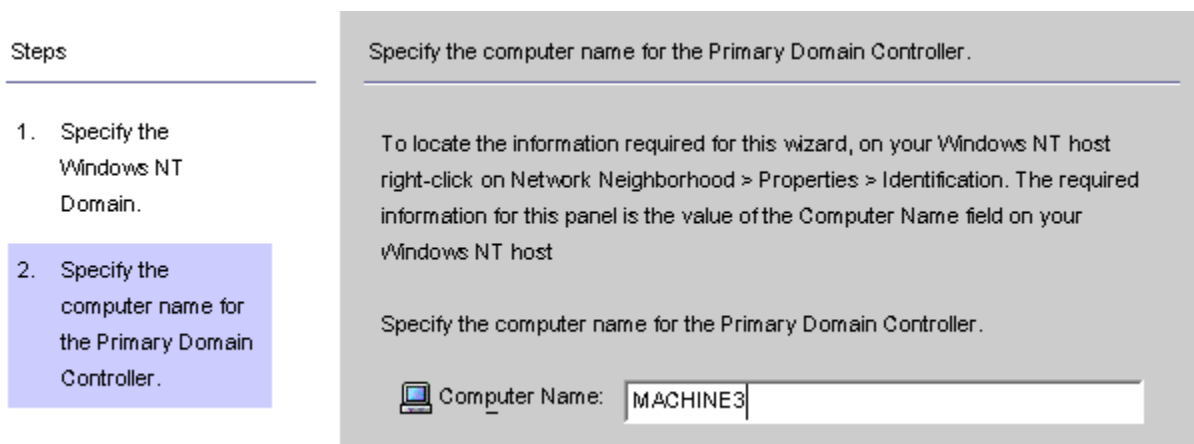 Steps
1. Specify the
Windows NT
Domain.
2. Specify the
computer name for
the Primary Domain
Controller.
Specify the computer name for the Primary Domain Controller.
To locate the information required for this wizard, on your Windows NT host
right-click on Network Neighborhood > Properties > Identification. The required
information for this panel is the value of the Computer Name field on your
Windows NT host
Specify the computer name for the Primary Domain Controller.
Computer Name: MACHINE3